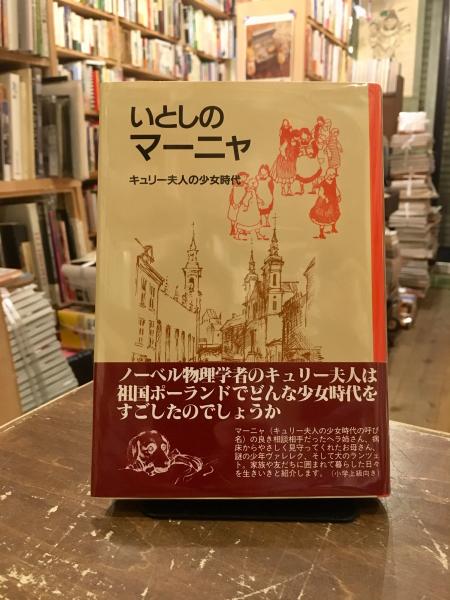 いとしの
マーニャ
キュリー夫人の少女時代
ノーベル物理学者のキュリー夫人は
祖国ポーランドでどんな少女時代を
すごしたのでしょうか
マーニャ（キュリー夫人の少女時代の呼び
名）の良き相談相手だったヘラ姉さん、病
床からやさしく見守ってくれたお母さん、
謎の少年ヴァレレク、そして犬のランツェ
ト。家族や友だちに囲まれて暮らした日々
を生きいきと紹介します。（小学上級向き）